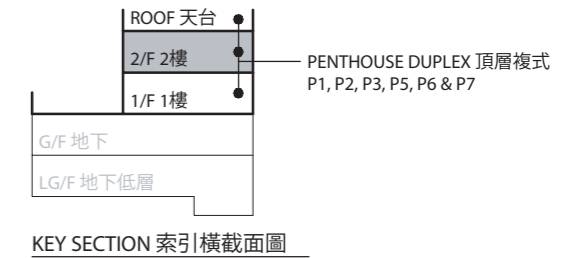 ROOF 天台
2/F 2樓
PENTHOUSE DUPLEX 頂層複式
P1, P2, P3, P5, P6 & P7
1/F 1樓
G/F 地下
LG/F 地下低層
KEY SECTION 索引橫截面圖